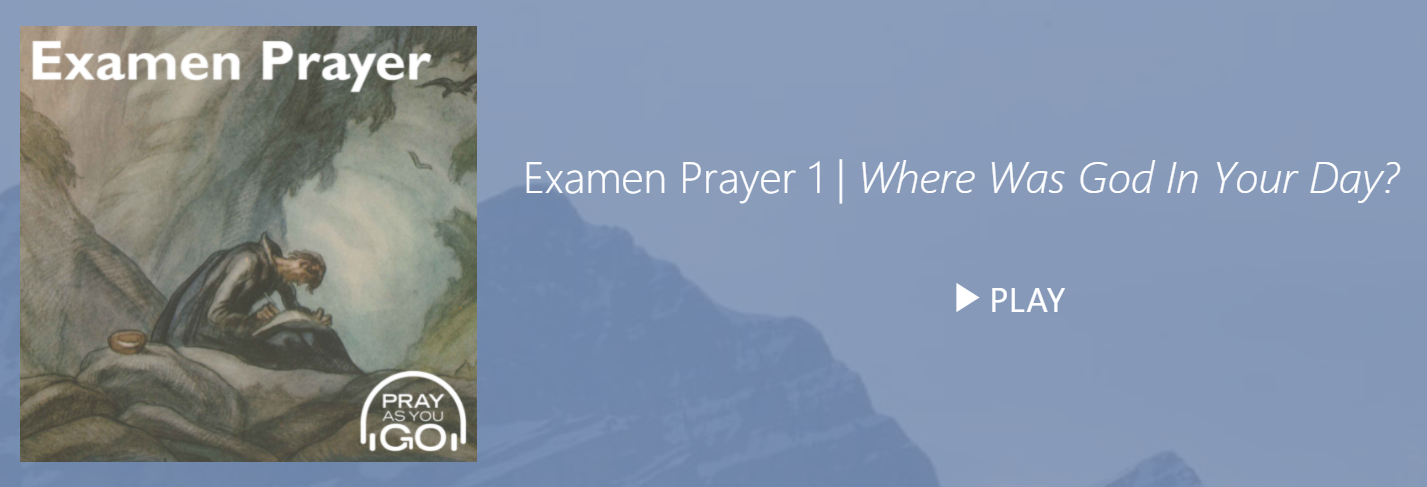 Examen Prayer
PRAY
AS YOU
GO
Examen Prayer 1 | Where Was God In Your Day?
PLAY